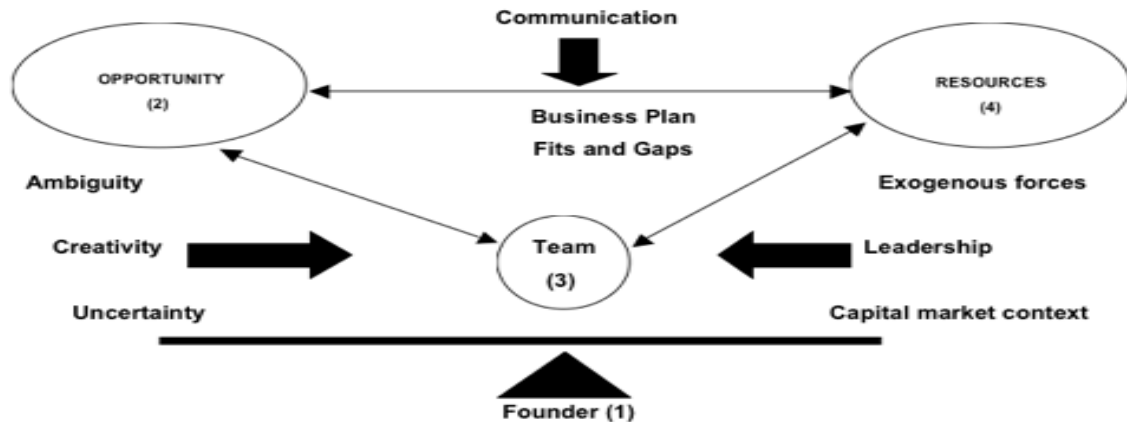 Communication
OPPORTUNITY
(2)
RESOURCES
(4)
Business Plan
Fits and Gaps
Ambiguity
Exogenous forces
Creativity
Team
(3)
Leadership
Uncertainty
Capital market context
Founder (1)